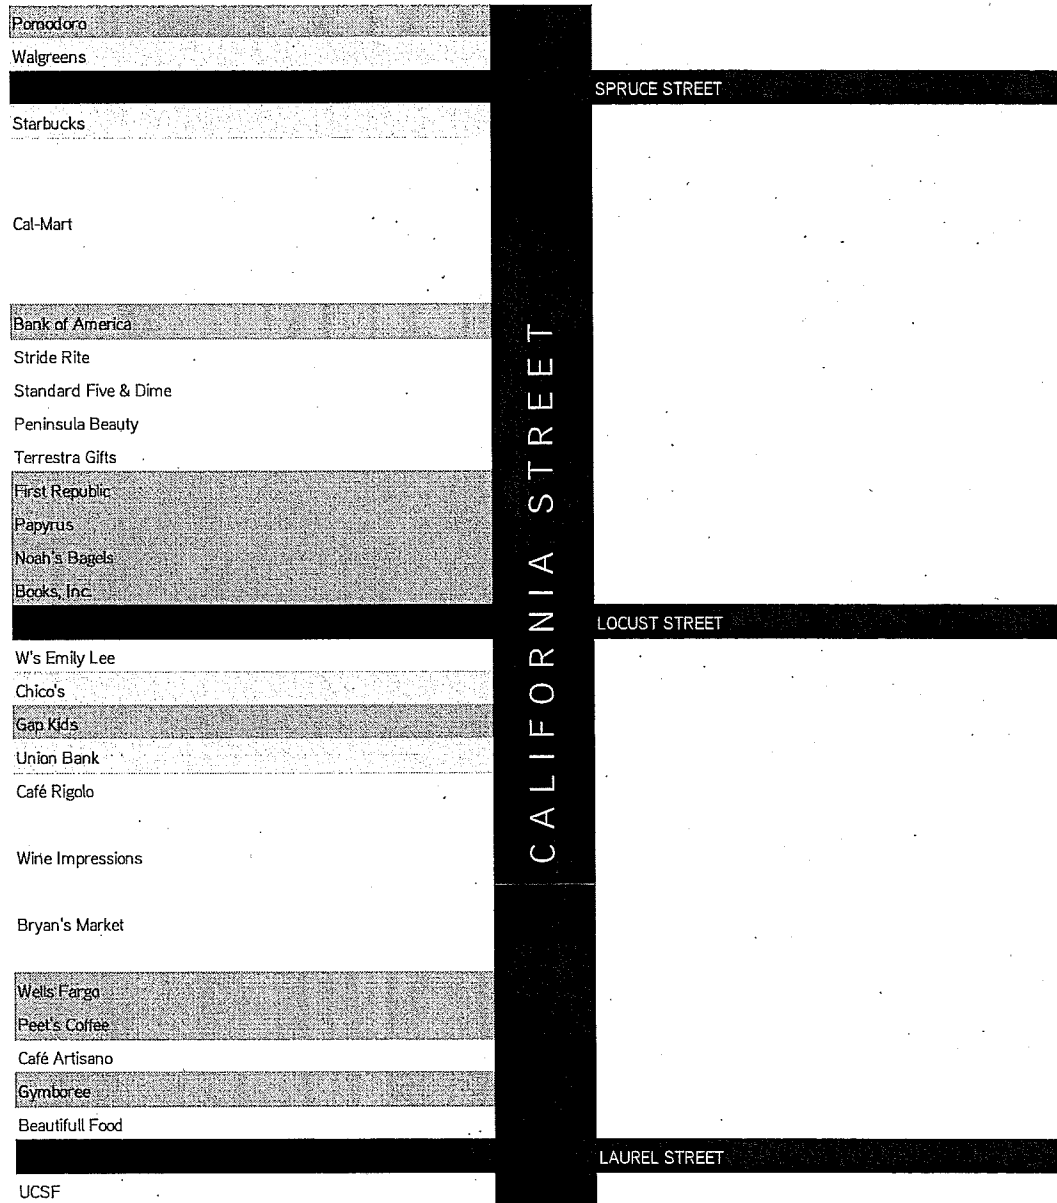 Pomodoro
Walgreens
SPRUCE STREET
Starbucks
Cal-Mart
Bank of America
Stride Rite
Standard Five & Dime
Peninsula Beauty
Terrestra Gifts
First Republic
Papyrus
Noah's Bagels
Books, Inc.
CALIFORNIA STREET
LOCUST STREET
W's Emily Lee
Chico's
Gap Kids
Union Bank
Café Rigolo
Wine Impressions
Bryan's Market
Wells Fargo
Peet's Coffee
Café Artisano
Gymboree
Beautifull Food
LAUREL STREET
UCSF